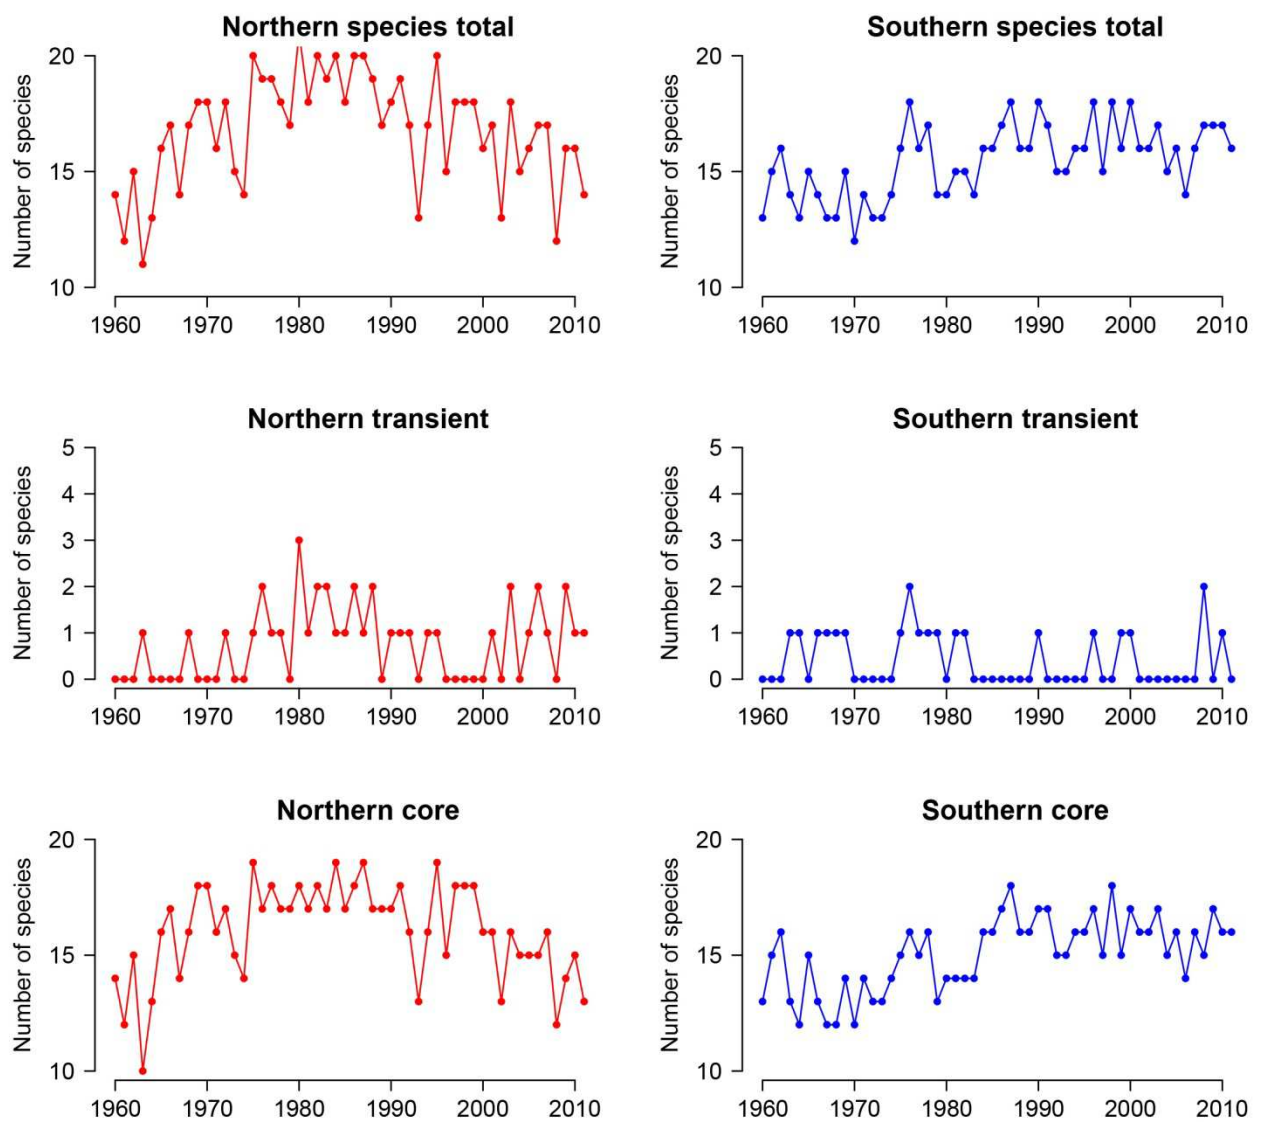 Northern species total
Number of species
20
15
10
1960 1970 1980 1990 2000 2010
Southern species total
Number of species
20
15
10
1960 1970 1980 1990 2000 2010
Northern transient
Number of species
5
4
3
2
1
0
1960 1970 1980 1990 2000 2010
Southern transient
Number of species
5
4
3
2
1
0
1960 1970 1980 1990 2000 2010
Northern core
Number of species
20
15
10
1960 1970 1980 1990 2000 2010
Southern core
Number of species
20
15
10
1960 1970 1980 1990 2000 2010